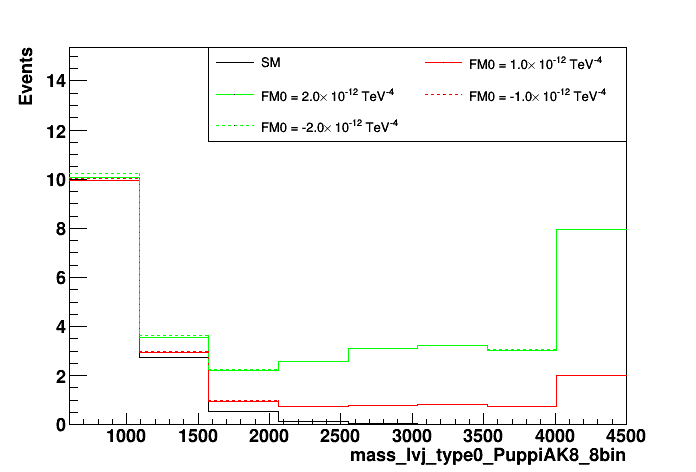 Events
SM
FM0 = 1.0× 10⁻¹² TeV⁻⁴
FM0 = 2.0× 10⁻¹² TeV⁻⁴
FM0 = -1.0× 10⁻¹² TeV⁻⁴
FM0 = -2.0× 10⁻¹² TeV⁻⁴
14
12
10
8
6
4
2
0
1000 1500 2000 2500 3000 3500 4000 4500
mass_lvj_type0_PuppiAK8_8bin